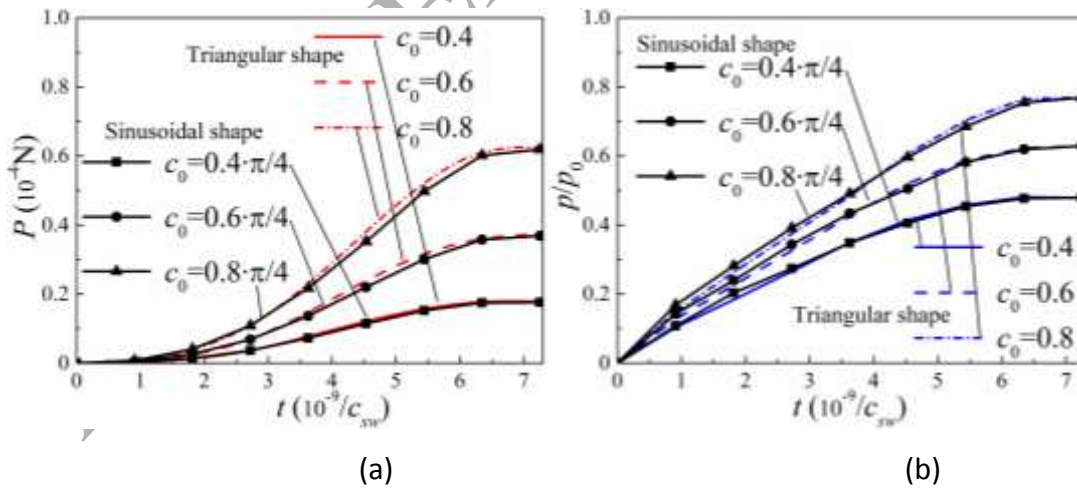 1.0
0.8
0.6
0.4
0.2
0
P (10⁻⁴N)
Triangular shape
c₀=0.4
c₀=0.6
c₀=0.8
Sinusoidal shape
c₀=0.4·π/4
c₀=0.6·π/4
c₀=0.8·π/4
0 1 2 3 4 5 6 7
t (10⁻⁹/c_sw)
(a)
1.0
0.8
0.6
0.4
0.2
0
p/p₀
Sinusoidal shape
c₀=0.4·π/4
c₀=0.6·π/4
c₀=0.8·π/4
c₀=0.4
c₀=0.6
Triangular shape
c₀=0.8
0 1 2 3 4 5 6 7
t (10⁻⁹/c_sw)
(b)